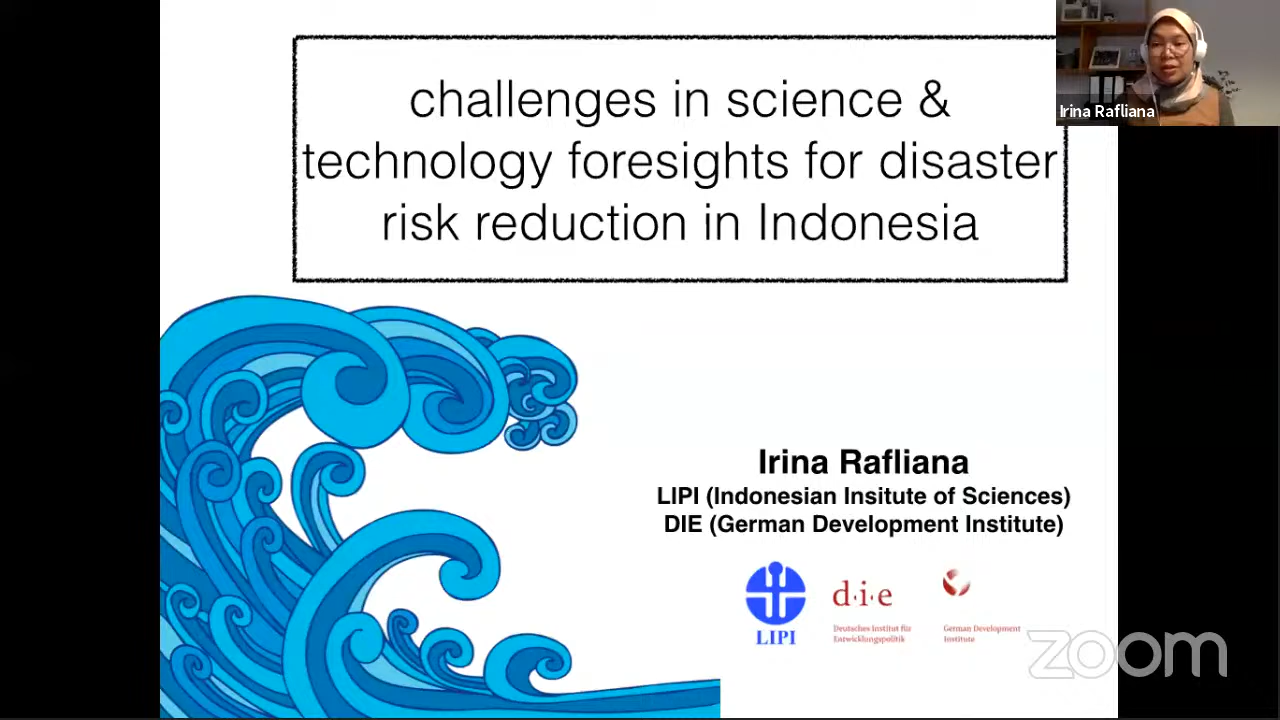 challenges in science &
technology foresights for disaster
risk reduction in Indonesia
Irina Rafliana
Irina Rafliana
LIPI (Indonesian Insitute of Sciences)
DIE (German Development Institute)
LIPI
d·i·e
Deutsches Institut für
Entwicklungspolitik
German Development
Institute
zoom